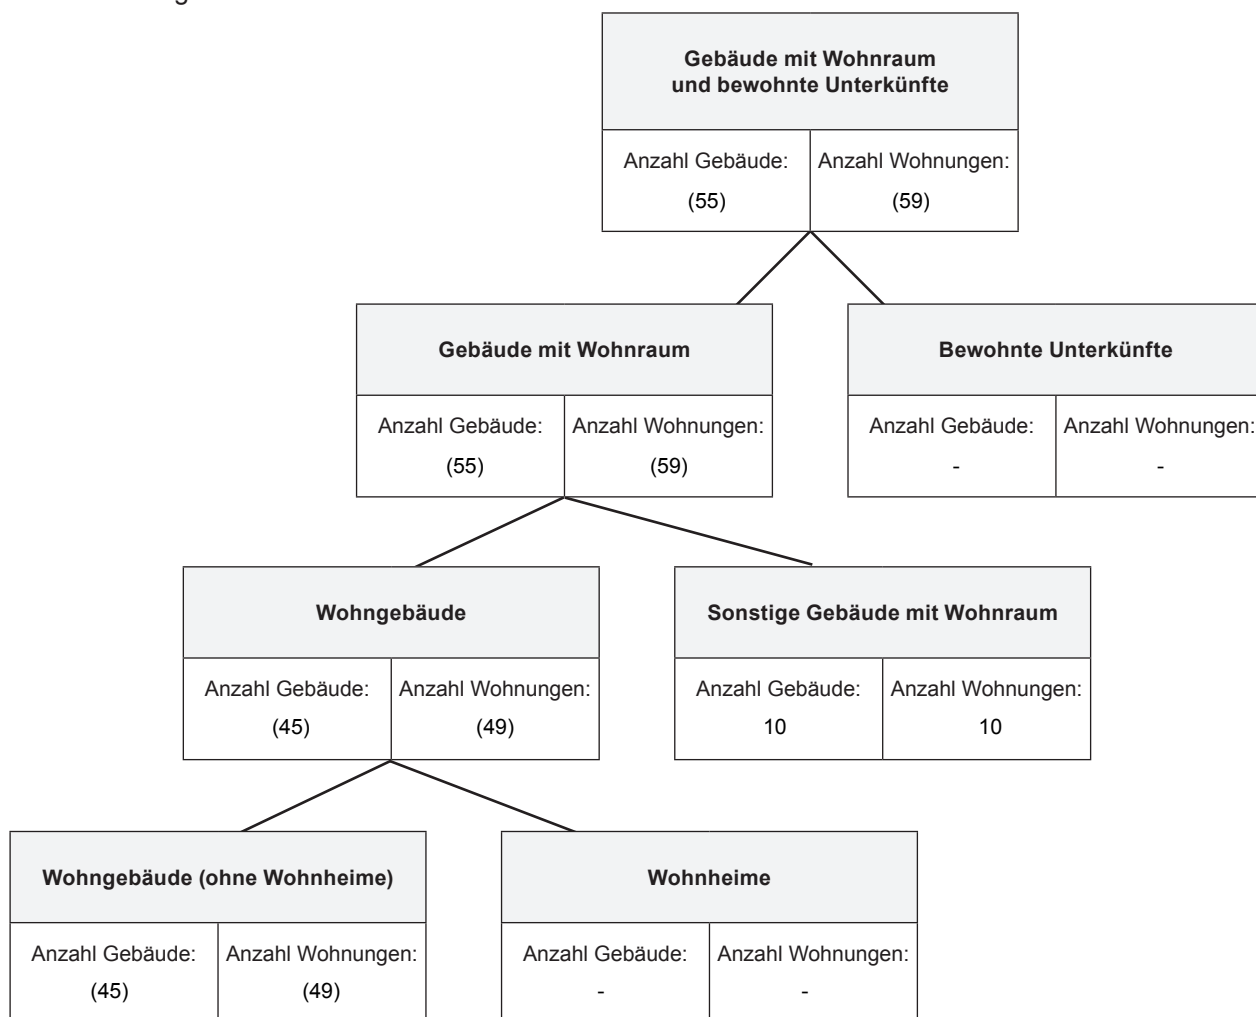 Gebäude mit Wohnraum
und bewohnte Unterkünfte
Anzahl Gebäude: Anzahl Wohnungen:
(55) (59)
Gebäude mit Wohnraum
Anzahl Gebäude: Anzahl Wohnungen:
(55) (59)
Bewohnte Unterkünfte
Anzahl Gebäude: Anzahl Wohnungen:
- -
Wohngebäude
Anzahl Gebäude: Anzahl Wohnungen:
(45) (49)
Sonstige Gebäude mit Wohnraum
Anzahl Gebäude: Anzahl Wohnungen:
10 10
Wohngebäude (ohne Wohnheime)
Anzahl Gebäude: Anzahl Wohnungen:
(45) (49)
Wohnheime
Anzahl Gebäude: Anzahl Wohnungen:
- -